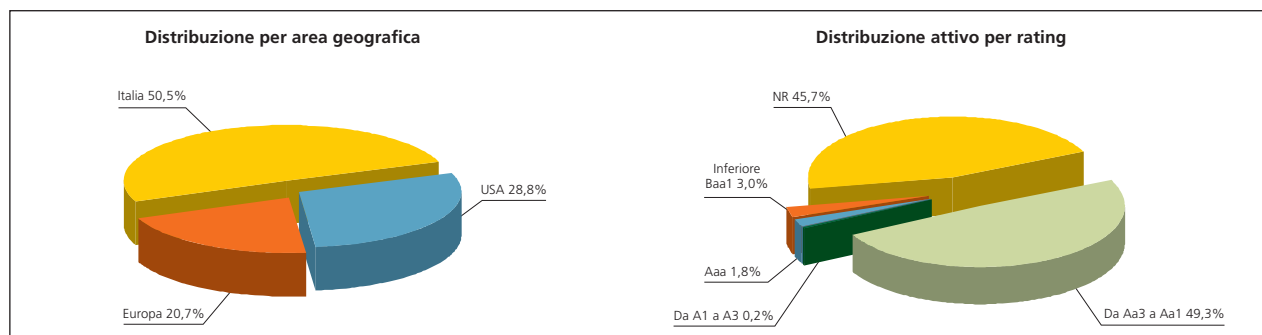 Distribuzione per area geografica
Italia 50,5%
USA 28,8%
Europa 20,7%
Distribuzione attivo per rating
NR 45,7%
Inferiore
Baa1 3,0%
Aaa 1,8%
Da A1 a A3 0,2%
Da Aa3 a Aa1 49,3%